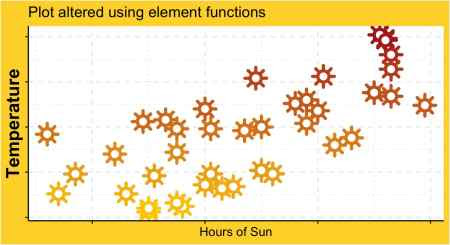 Plot altered using element functions
Temperature
Hours of Sun